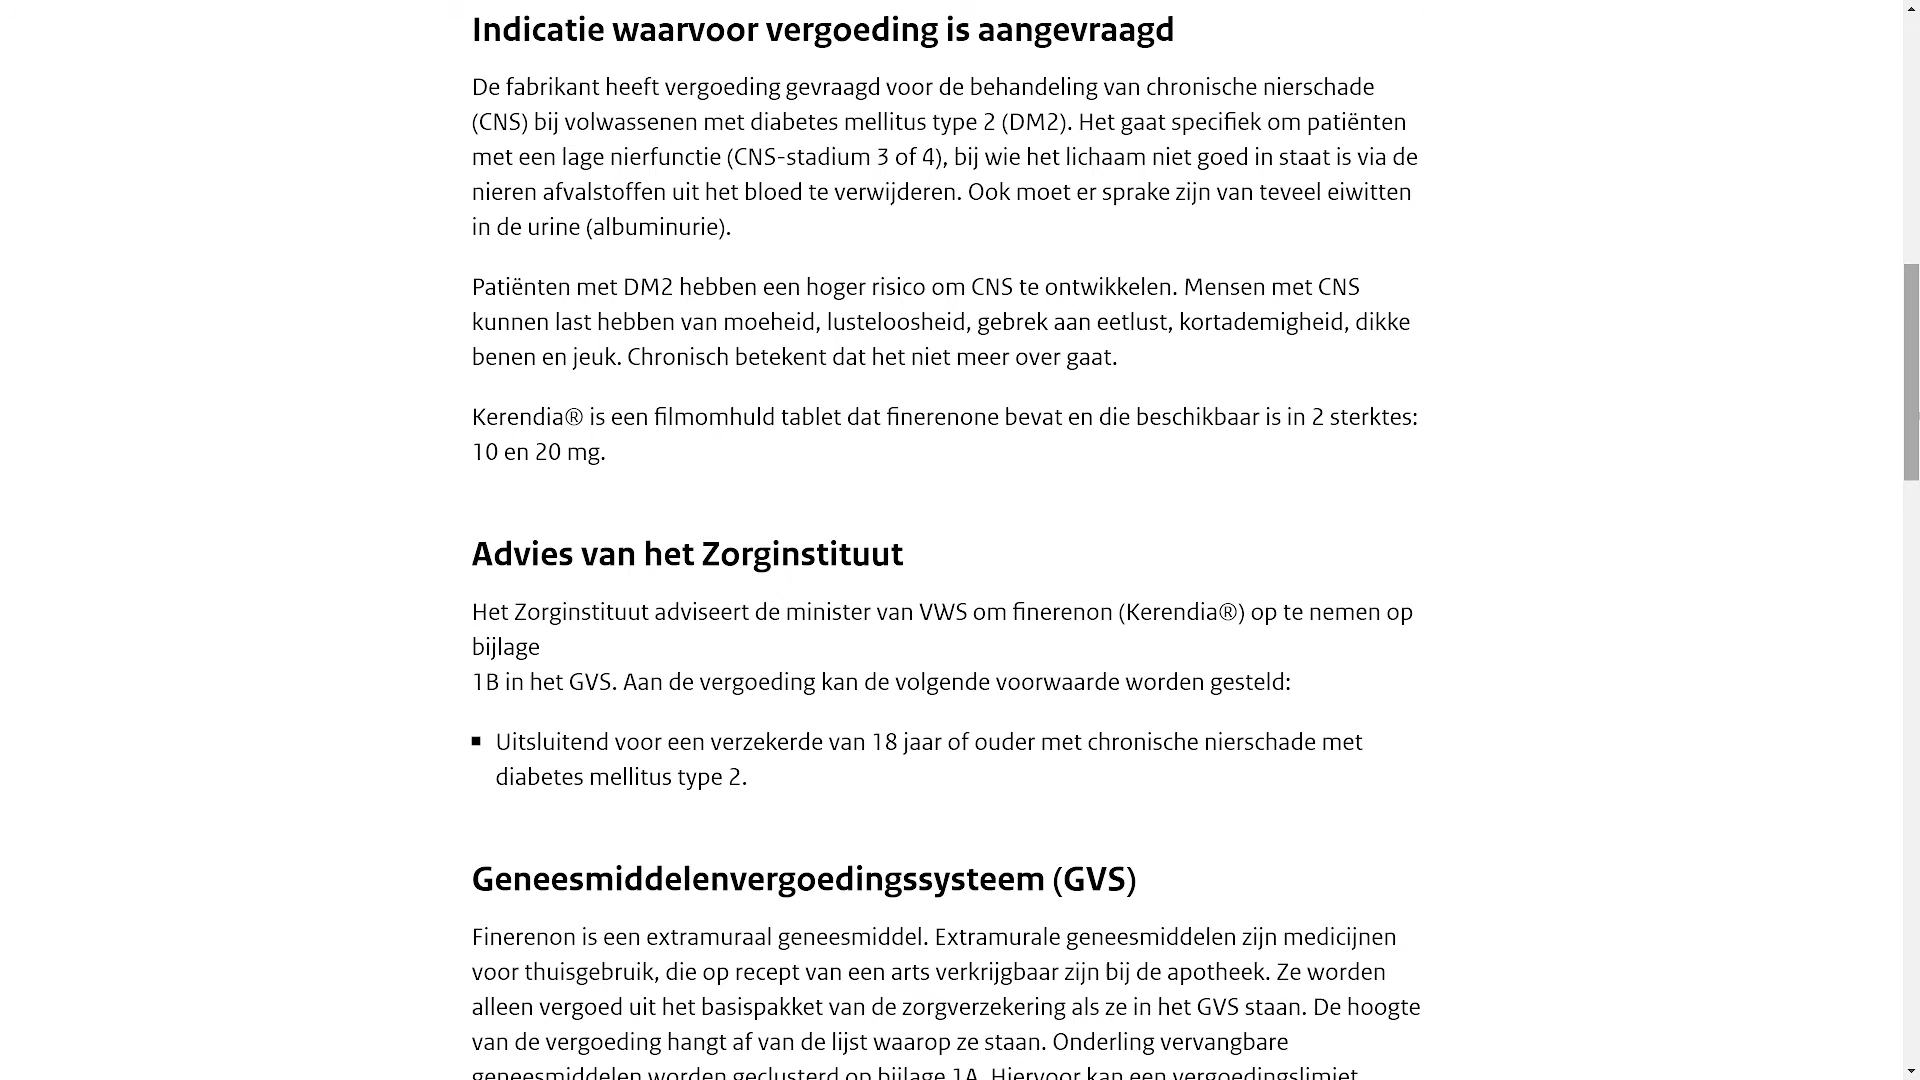 Indicatie waarvoor vergoeding is aangevraagd
De fabrikant heeft vergoeding gevraagd voor de behandeling van chronische nierschade
(CNS) bij volwassenen met diabetes mellitus type 2 (DM2). Het gaat specifiek om patiënten
met een lage nierfunctie (CNS-stadium 3 of 4), bij wie het lichaam niet goed in staat is via de
nieren afvalstoffen uit het bloed te verwijderen. Ook moet er sprake zijn van teveel eiwitten
in de urine (albuminurie).
Patiënten met DM2 hebben een hoger risico om CNS te ontwikkelen. Mensen met CNS
kunnen last hebben van moeheid, lusteloosheid, gebrek aan eetlust, kortademigheid, dikke
benen en jeuk. Chronisch betekent dat het niet meer over gaat.
Kerendia® is een filmomhuld tablet dat finerenone bevat en die beschikbaar is in 2 sterktes:
10 en 20 mg.
Advies van het Zorginstituut
Het Zorginstituut adviseert de minister van VWS om finerenon (Kerendia®) op te nemen op
bijlage
1B in het GVS. Aan de vergoeding kan de volgende voorwaarde worden gesteld:
▪ Uitsluitend voor een verzekerde van 18 jaar of ouder met chronische nierschade met
diabetes mellitus type 2.
Geneesmiddelenvergoedingssysteem (GVS)
Finerenon is een extramuraal geneesmiddel. Extramurale geneesmiddelen zijn medicijnen
voor thuisgebruik, die op recept van een arts verkrijgbaar zijn bij de apotheek. Ze worden
alleen vergoed uit het basispakket van de zorgverzekering als ze in het GVS staan. De hoogte
van de vergoeding hangt af van de lijst waarop ze staan. Onderling vervangbare
geneesmiddelen worden geclusterd op bijlage 1A. Hiervoor kan een vergoedingslimiet